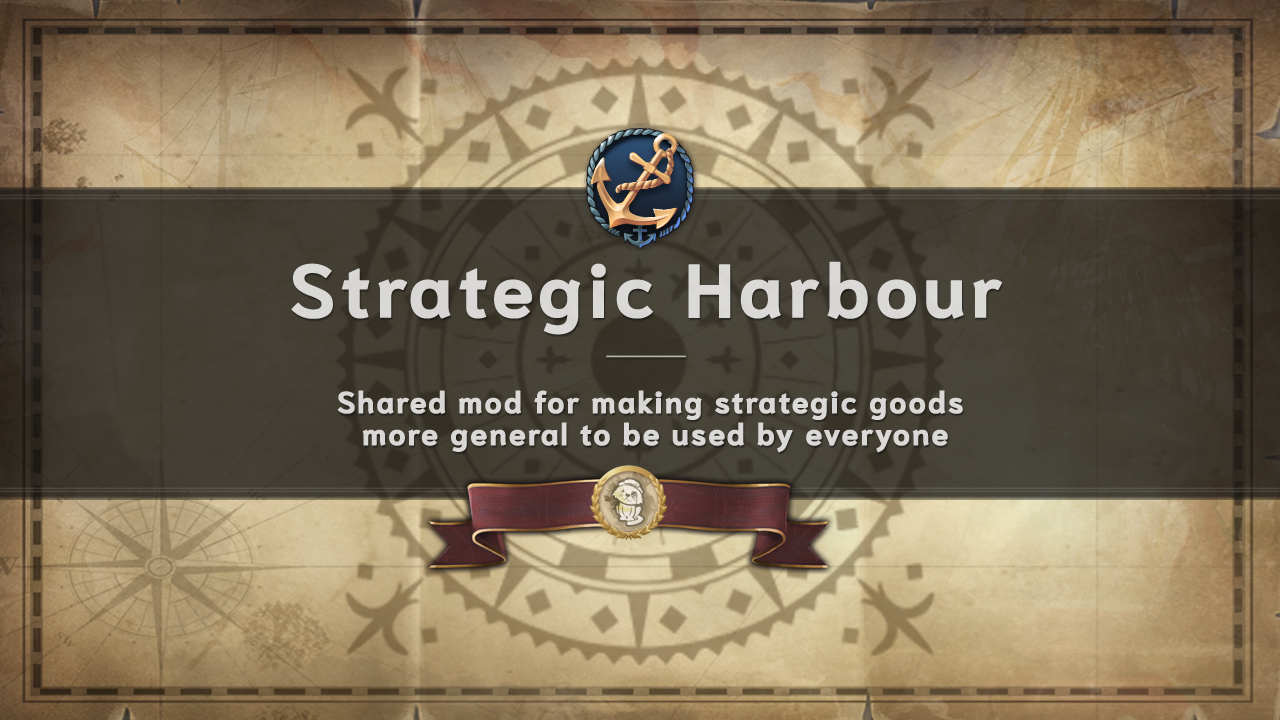 Strategic Harbour
Shared mod for making strategic goods
more general to be used by everyone